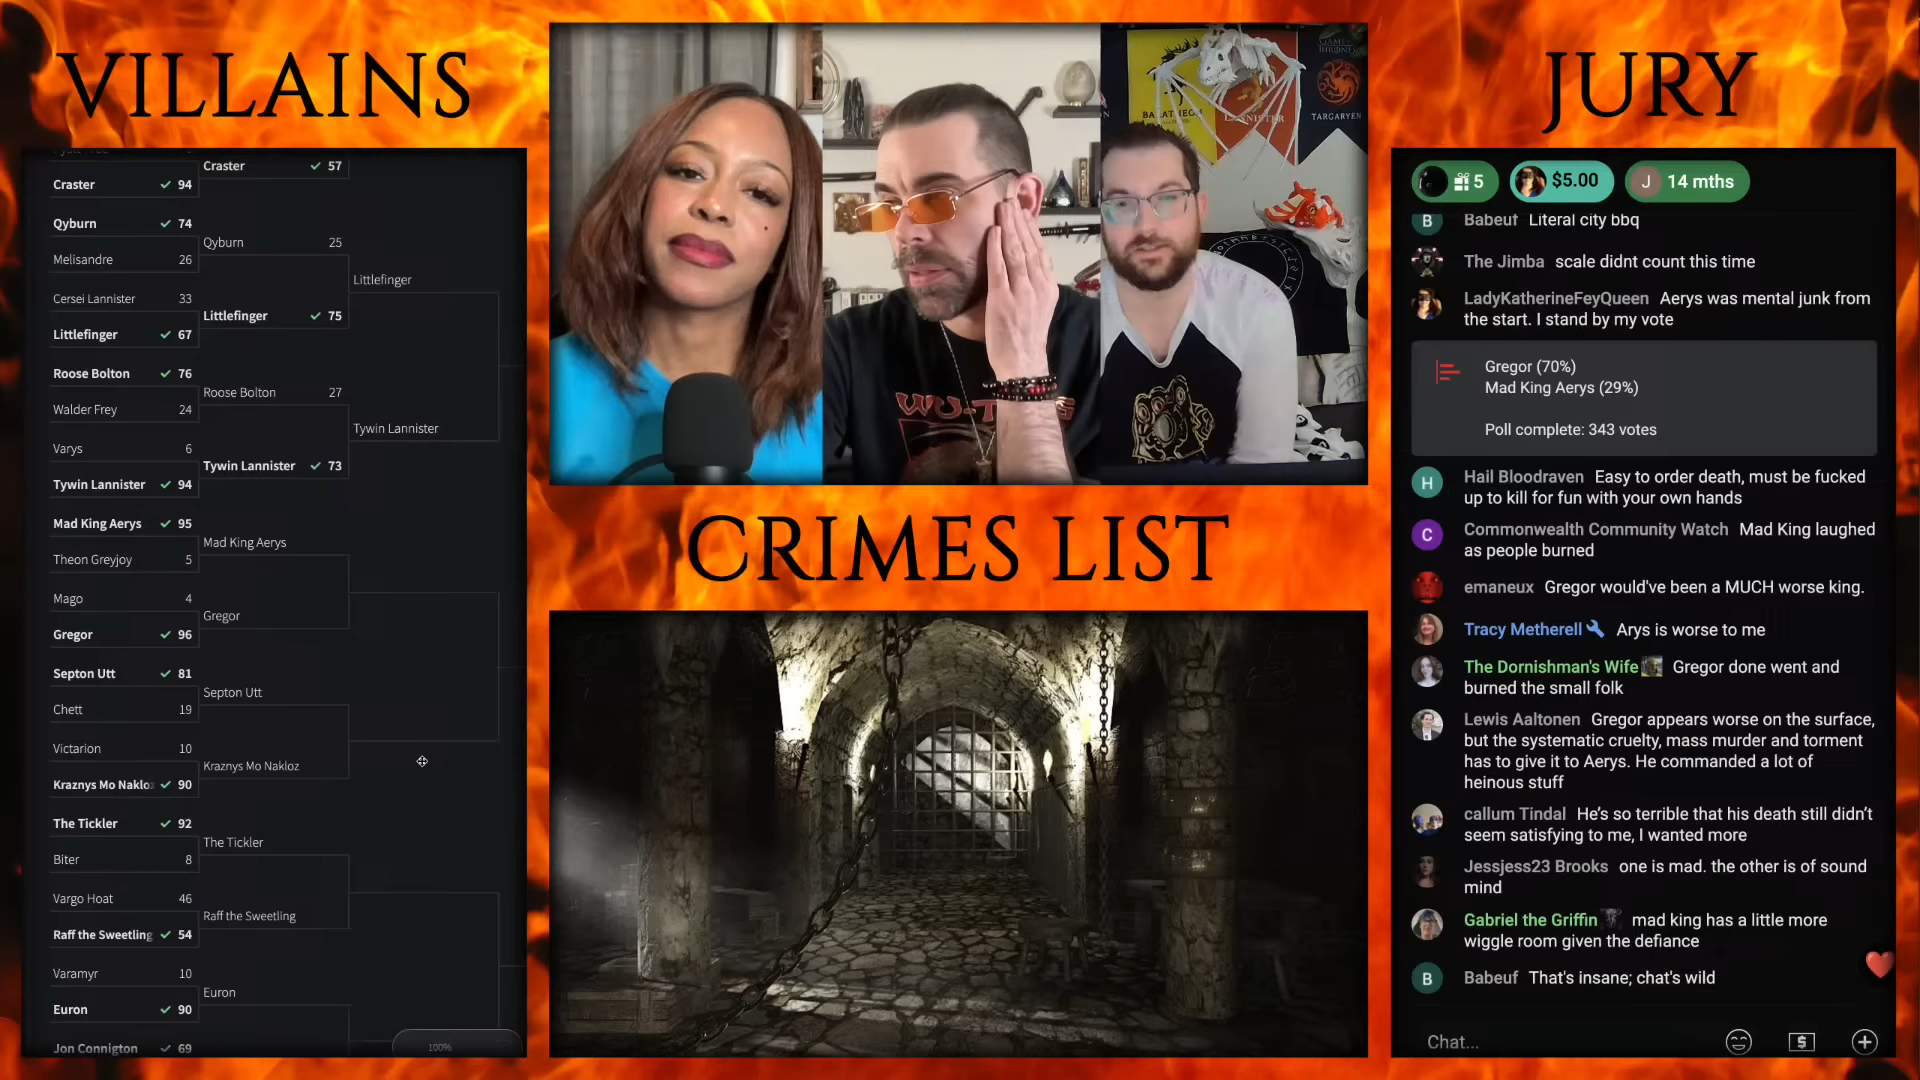 VILLAINS
Craster ✓ 94
Qyburn ✓ 74
Melisandre 26
Cersei Lannister 33
Littlefinger ✓ 67
Roose Bolton ✓ 76
Walder Frey 24
Varys 6
Tywin Lannister ✓ 94
Mad King Aerys ✓ 95
Theon Greyjoy 5
Mago 4
Gregor ✓ 96
Septon Utt ✓ 81
Chett 19
Victarion 10
Kraznys Mo Nakloz ✓ 90
The Tickler ✓ 92
Biter 8
Vargo Hoat 46
Raff the Sweetling ✓ 54
Varamyr 10
Euron ✓ 90
Jon Connigton ✓ 69
Craster ✓ 57
Qyburn 25
Littlefinger ✓ 75
Roose Bolton 27
Tywin Lannister ✓ 73
Mad King Aerys
Gregor
Septon Utt
Kraznys Mo Nakloz
The Tickler
Raff the Sweetling
Euron
Littlefinger
Tywin Lannister
100%
GAME OF
THRONES
BARATHEON
LANNISTER
TARGARYEN
WU-TANG
CRIMES LIST
JURY
5
$5.00
J 14 mths
B Babeuf Literal city bbq
The Jimba scale didnt count this time
LadyKatherineFeyQueen Aerys was mental junk from
the start. I stand by my vote
Gregor (70%)
Mad King Aerys (29%)
Poll complete: 343 votes
H Hail Bloodraven Easy to order death, must be fucked
up to kill for fun with your own hands
C Commonwealth Community Watch Mad King laughed
as people burned
emaneux Gregor would've been a MUCH worse king.
Tracy Metherell Arys is worse to me
The Dornishman's Wife Gregor done went and
burned the small folk
Lewis Aaltonen Gregor appears worse on the surface,
but the systematic cruelty, mass murder and torment
has to give it to Aerys. He commanded a lot of
heinous stuff
callum Tindal He’s so terrible that his death still didn’t
seem satisfying to me, I wanted more
Jessjess23 Brooks one is mad. the other is of sound
mind
Gabriel the Griffin mad king has a little more
wiggle room given the defiance
B Babeuf That's insane; chat's wild
Chat...
$